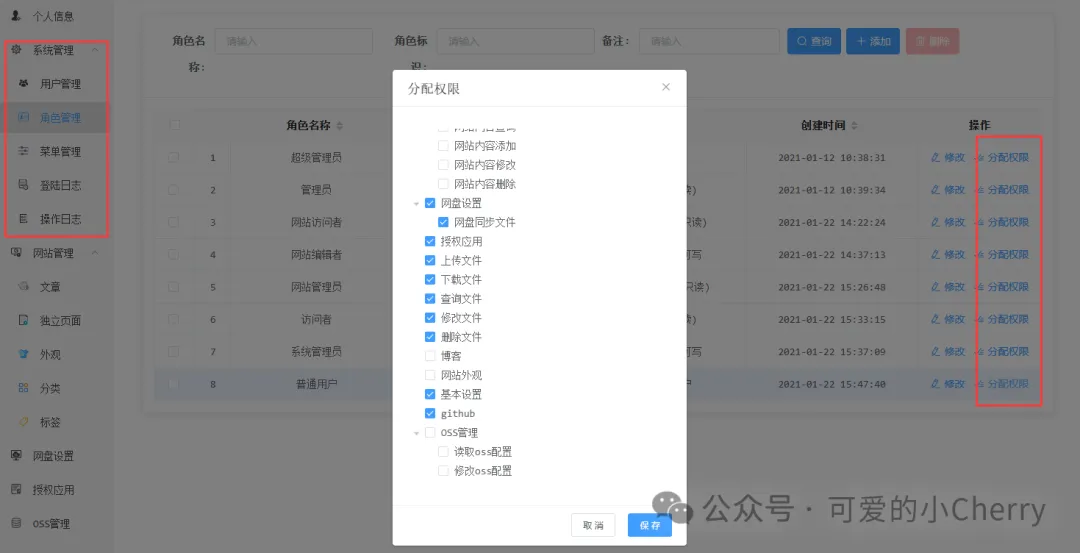 个人信息
系统管理
用户管理
角色管理
菜单管理
登陆日志
操作日志
网站管理
文章
独立页面
外观
分类
标签
网盘设置
授权应用
OSS管理
角色名称： 请输入 角色标识： 请输入 备注： 请输入 查询 添加 删除
角色名称 创建时间 操作
1 超级管理员 2021-01-12 10:38:31 修改 分配权限
2 管理员 2021-01-12 10:39:34 修改 分配权限
3 网站访问者 只读) 2021-01-22 14:22:24 修改 分配权限
4 网站编辑者 可写 2021-01-22 14:37:13 修改 分配权限
5 网站管理员 只读) 2021-01-22 15:26:48 修改 分配权限
6 访问者 2021-01-22 15:33:15 修改 分配权限
7 系统管理员 可写 2021-01-22 15:37:09 修改 分配权限
8 普通用户 户 2021-01-22 15:47:40 修改 分配权限
分配权限
网站内容查询
网站内容添加
网站内容修改
网站内容删除
网盘设置
网盘同步文件
授权应用
上传文件
下载文件
查询文件
修改文件
删除文件
博客
网站外观
基本设置
github
OSS管理
读取oss配置
修改oss配置
取消 保存
公众号·可爱的小Cherry